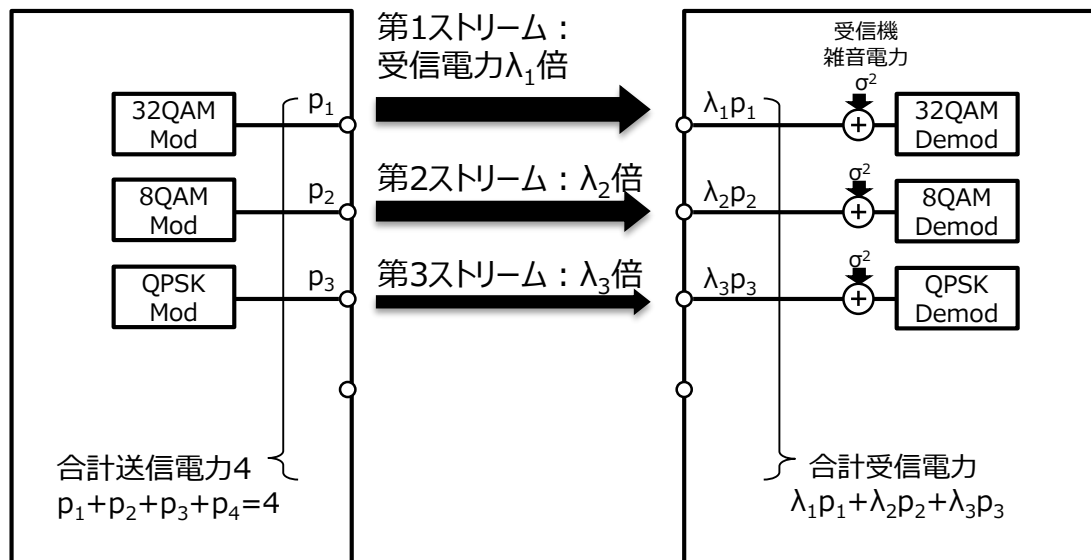 第1ストリーム：
受信電力λ₁倍
32QAM
Mod
p₁
8QAM
Mod
p₂
QPSK
Mod
p₃
第2ストリーム：λ₂倍
第3ストリーム：λ₃倍
合計送信電力4
p₁+p₂+p₃+p₄=4
受信機
雑音電力
λ₁p₁
σ²
+
32QAM
Demod
λ₂p₂
σ²
+
8QAM
Demod
λ₃p₃
σ²
+
QPSK
Demod
合計受信電力
λ₁p₁+λ₂p₂+λ₃p₃